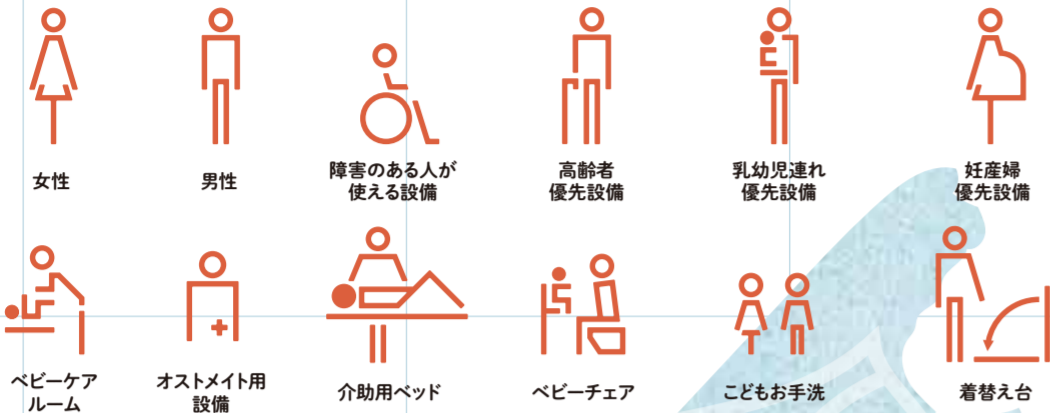 女性
男性
障害のある人が
使える設備
高齢者
優先設備
乳幼児連れ
優先設備
妊産婦
優先設備
ベビーケア
ルーム
オストメイト用
設備
介助用ベッド
ベビーチェア
こどもお手洗
着替え台